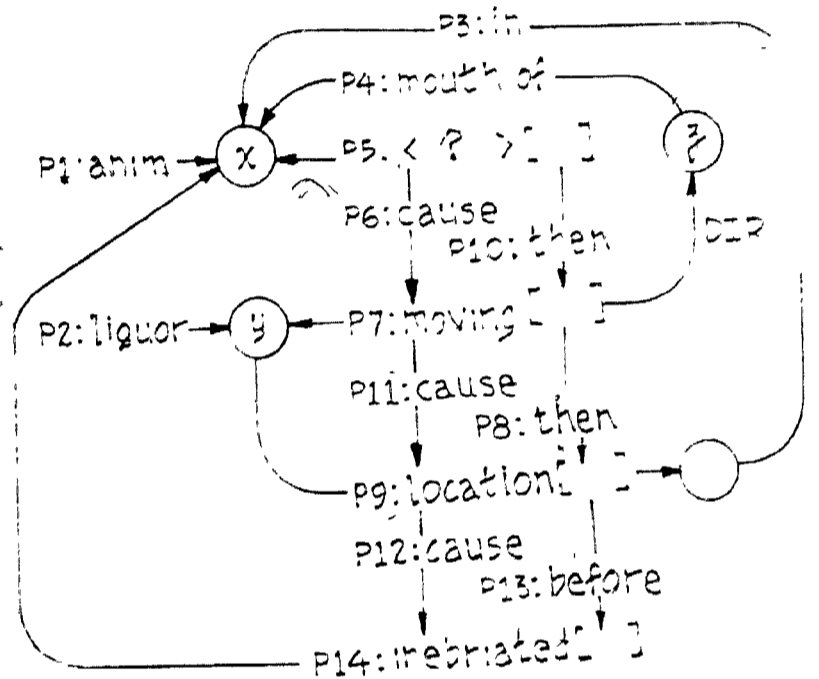 P3:in
P4:mouth of
P1:anim x P5. < ? >[ ] z
P6:cause
P10:then DIR
P2:liquor y P7:moving[ ]
P11:cause
P8:then
P9:location[ ]
P12:cause
P13:before
P14:inebriated[ ]